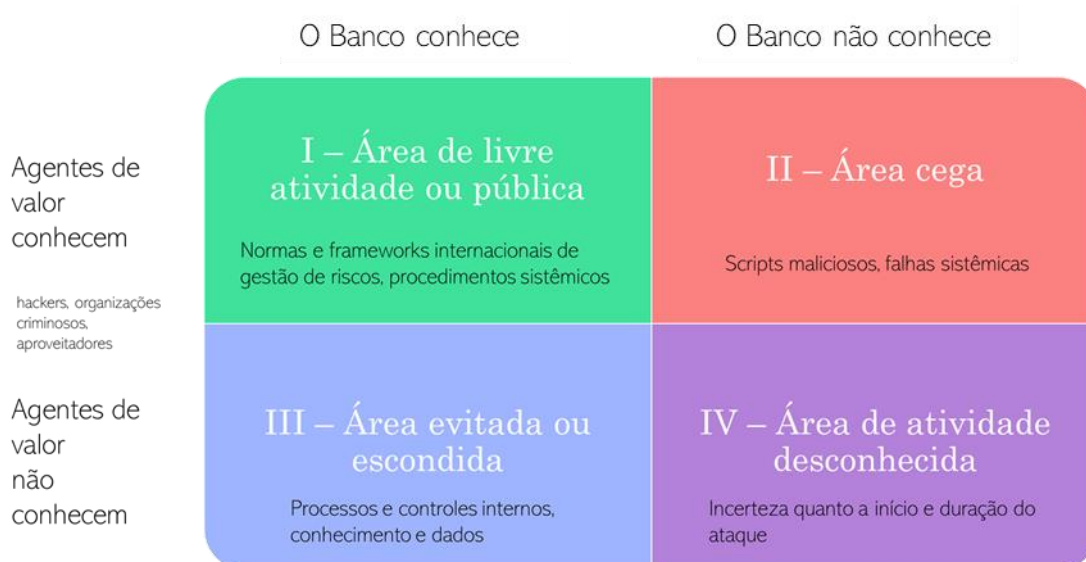 O Banco conhece
O Banco não conhece
Agentes de
valor
conhecem
I – Área de livre
atividade ou pública
Normas e frameworks internacionais de
gestão de riscos, procedimentos sistêmicos
II – Área cega
Scripts maliciosos, falhas sistêmicas
hackers, organizações
criminosos,
aproveitadores
Agentes de
valor
não
conhecem
III – Área evitada ou
escondida
Processos e controles internos,
conhecimento e dados
IV – Área de atividade
desconhecida
Incerteza quanto a início e duração do
ataque